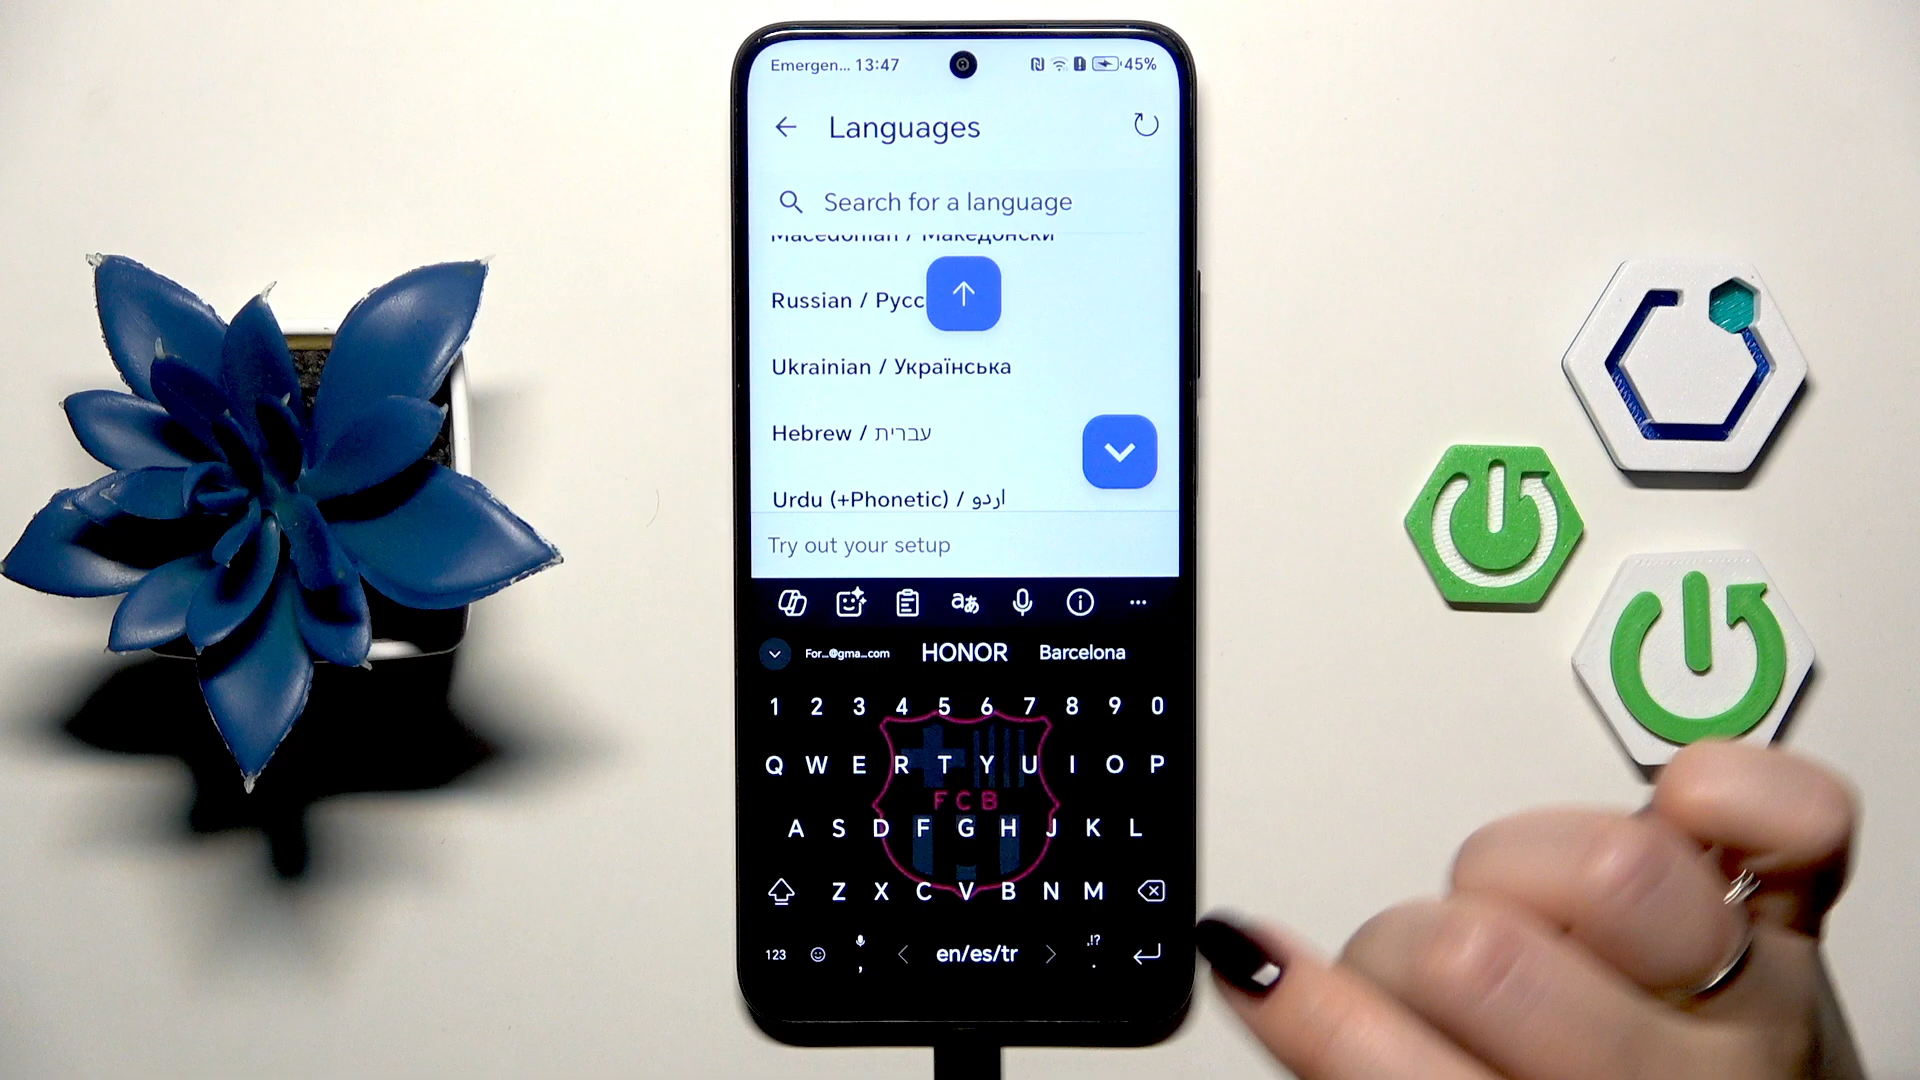 Emergen... 13:47 45%
Languages
Search for a language
Macedonian / Македонски
Russian / Русс
Ukrainian / Українська
Hebrew / עברית
Urdu (+Phonetic) / اردو
Try out your setup
For...@gma...com HONOR Barcelona
1 2 3 4 5 6 7 8 9 0
Q W E R T Y U I O P
FCB
A S D F G H J K L
Z X C V B N M
123 , en/es/tr ,!? .